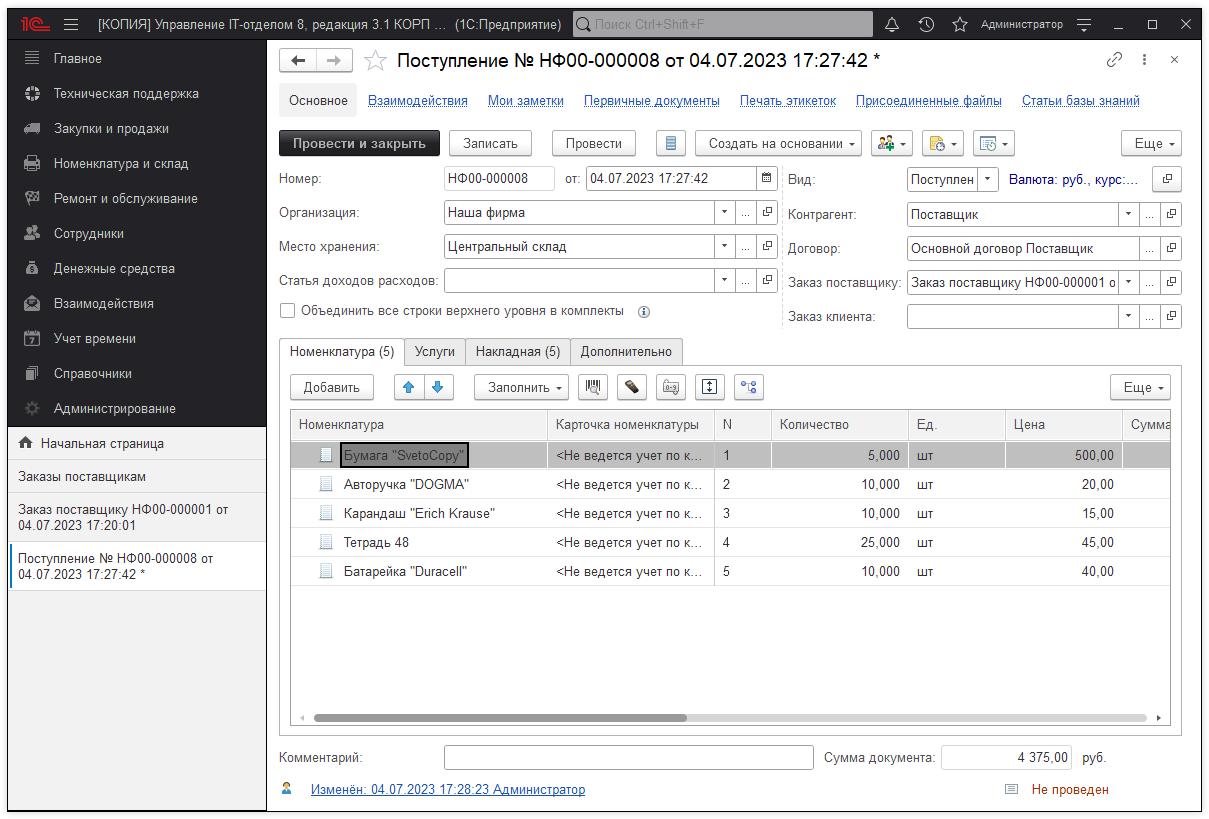 1С [КОПИЯ] Управление IT-отделом 8, редакция 3.1 КОРП ... (1С:Предприятие) Поиск Ctrl+Shift+F Администратор
Главное
Техническая поддержка
Закупки и продажи
Номенклатура и склад
Ремонт и обслуживание
Сотрудники
Денежные средства
Взаимодействия
7 Учет времени
Справочники
Администрирование
Начальная страница
Заказы поставщикам
Заказ поставщику НФ00-000001 от
04.07.2023 17:20:01
Поступление № НФ00-000008 от
04.07.2023 17:27:42 *
Поступление № НФ00-000008 от 04.07.2023 17:27:42 *
Основное Взаимодействия Мои заметки Первичные документы Печать этикеток Присоединенные файлы Статьи базы знаний
Провести и закрыть Записать Провести Создать на основании Еще
Номер: НФ00-000008 от: 04.07.2023 17:27:42 Вид: Поступлен Валюта: руб., курс:...
Организация: Наша фирма ... Контрагент: Поставщик ...
Место хранения: Центральный склад ... Договор: Основной договор Поставщик ...
Статья доходов расходов: ... Заказ поставщику: Заказ поставщику НФ00-000001 о ...
Объединить все строки верхнего уровня в комплекты i Заказ клиента: ...
Номенклатура (5) Услуги Накладная (5) Дополнительно
Добавить Заполнить 0-9 Еще
Номенклатура Карточка номенклатуры N Количество Ед. Цена Сумма
Бумага "SvetoCopy" <Не ведется учет по к... 1 5,000 шт 500,00
Авторучка "DOGMA" <Не ведется учет по к... 2 10,000 шт 20,00
Карандаш "Erich Krause" <Не ведется учет по к... 3 10,000 шт 15,00
Тетрадь 48 <Не ведется учет по к... 4 25,000 шт 45,00
Батарейка "Duracell" <Не ведется учет по к... 5 10,000 шт 40,00
Комментарий: Сумма документа: 4 375,00 руб.
Изменён: 04.07.2023 17:28:23 Администратор Не проведен